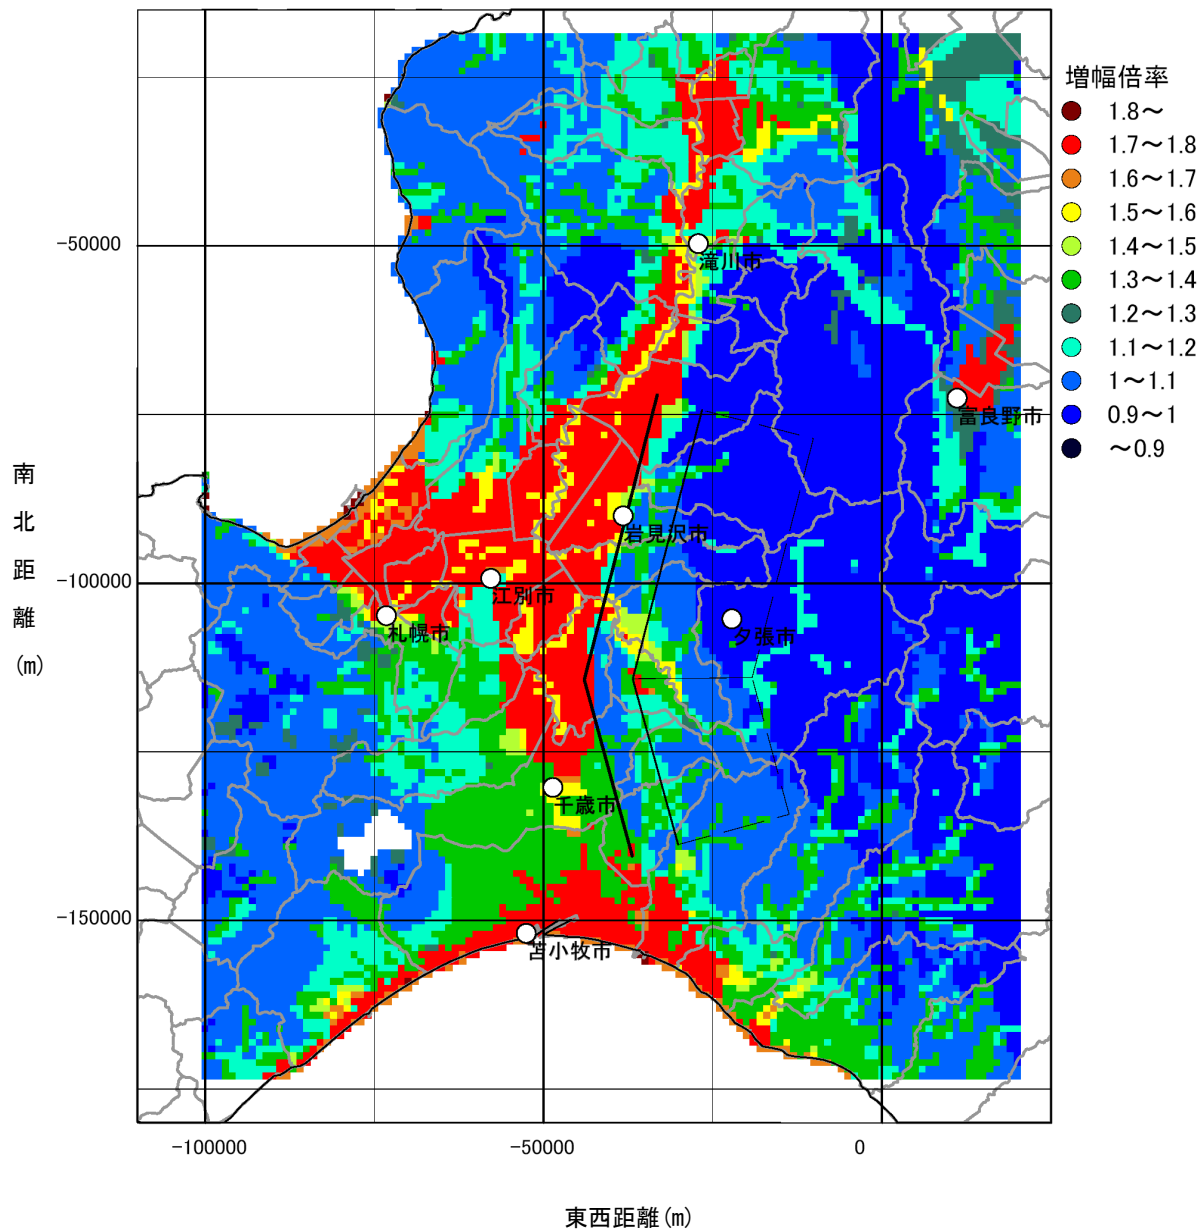 増幅倍率
1.8～
1.7～1.8
1.6～1.7
1.5～1.6
1.4～1.5
1.3～1.4
1.2～1.3
1.1～1.2
1～1.1
0.9～1
～0.9
-50000
滝川市
富良野市
岩見沢市
-100000
江別市
札幌市
夕張市
千歳市
-150000
苫小牧市
南北距離(m)
-100000
-50000
0
東西距離(m)